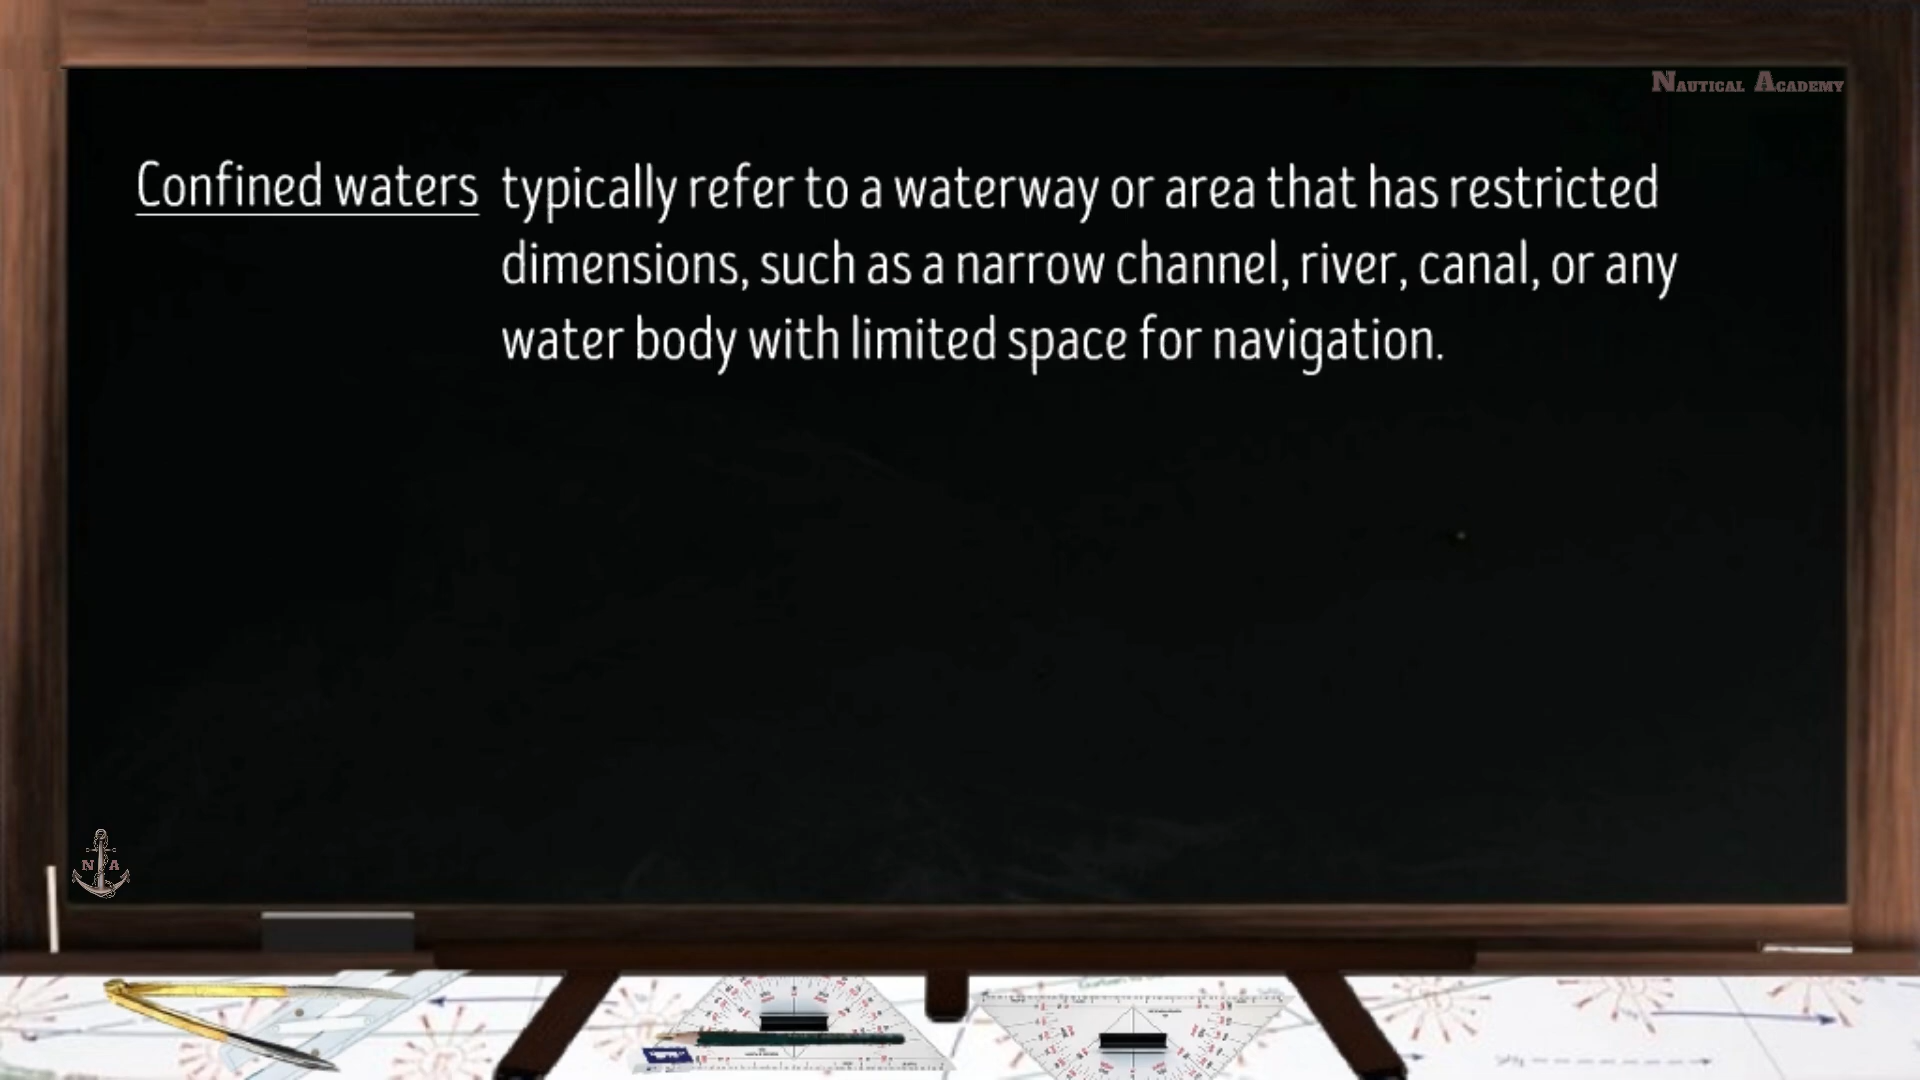 Nautical Academy
Confined waters typically refer to a waterway or area that has restricted
dimensions, such as a narrow channel, river, canal, or any
water body with limited space for navigation.
N A